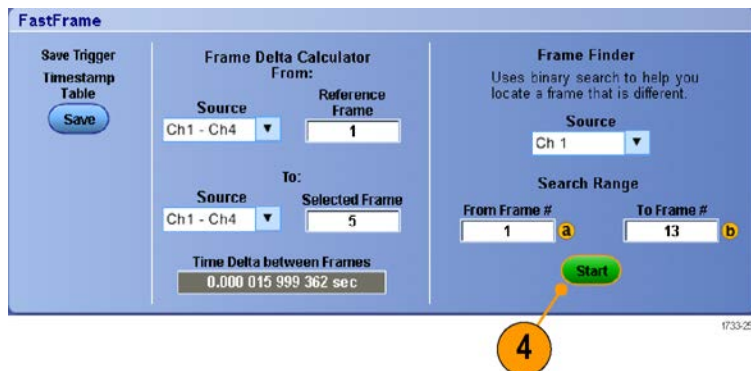 FastFrame
Save Trigger
Timestamp
Table
Save
Frame Delta Calculator
From:
Source
Reference
Frame
Ch1 - Ch4
1
To:
Source
Selected Frame
Ch1 - Ch4
5
Time Delta between Frames
0.000 015 999 362 sec
Frame Finder
Uses binary search to help you
locate a frame that is different.
Source
Ch 1
Search Range
From Frame #
To Frame #
1
a
13
b
Start
4